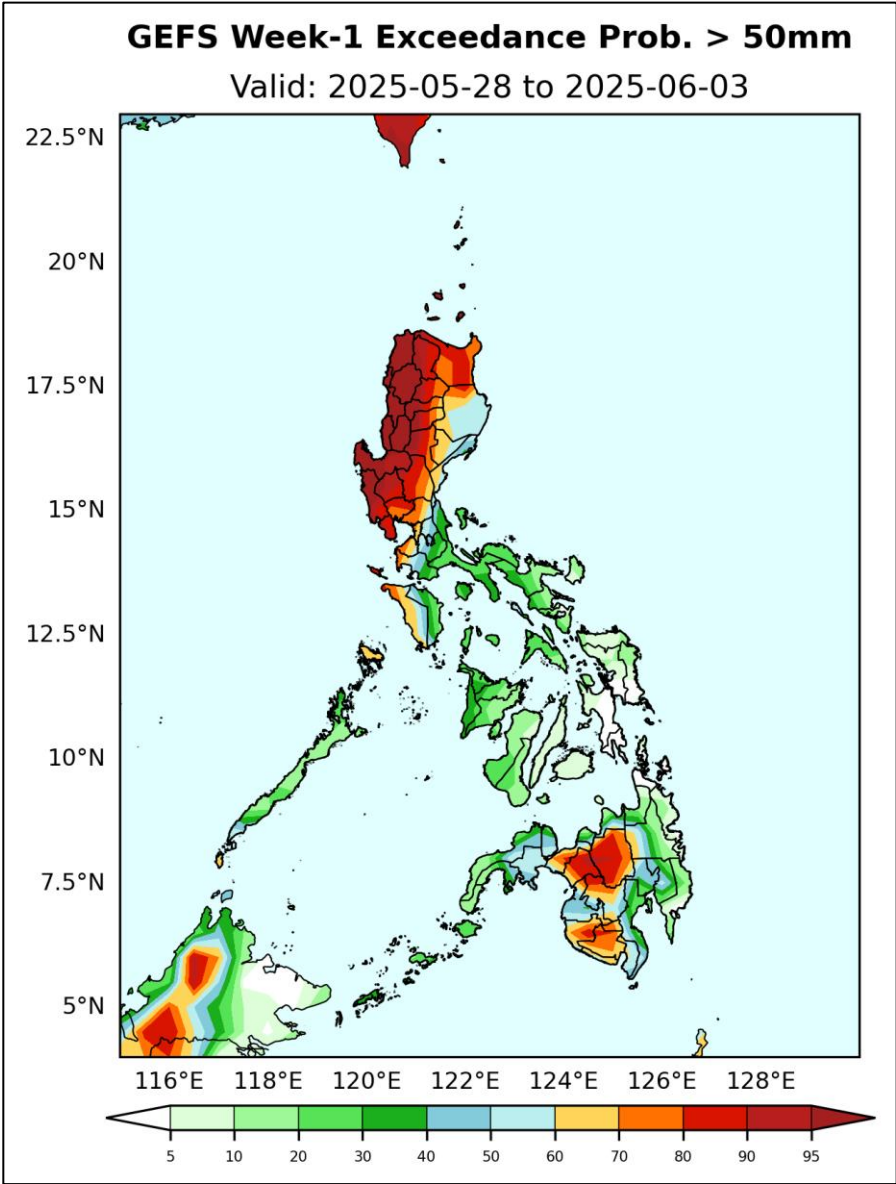 GEFS Week-1 Exceedance Prob. > 50mm
Valid: 2025-05-28 to 2025-06-03
22.5°N
20°N
17.5°N
15°N
12.5°N
10°N
7.5°N
5°N
116°E 118°E 120°E 122°E 124°E 126°E 128°E
5 10 20 30 40 50 60 70 80 90 95